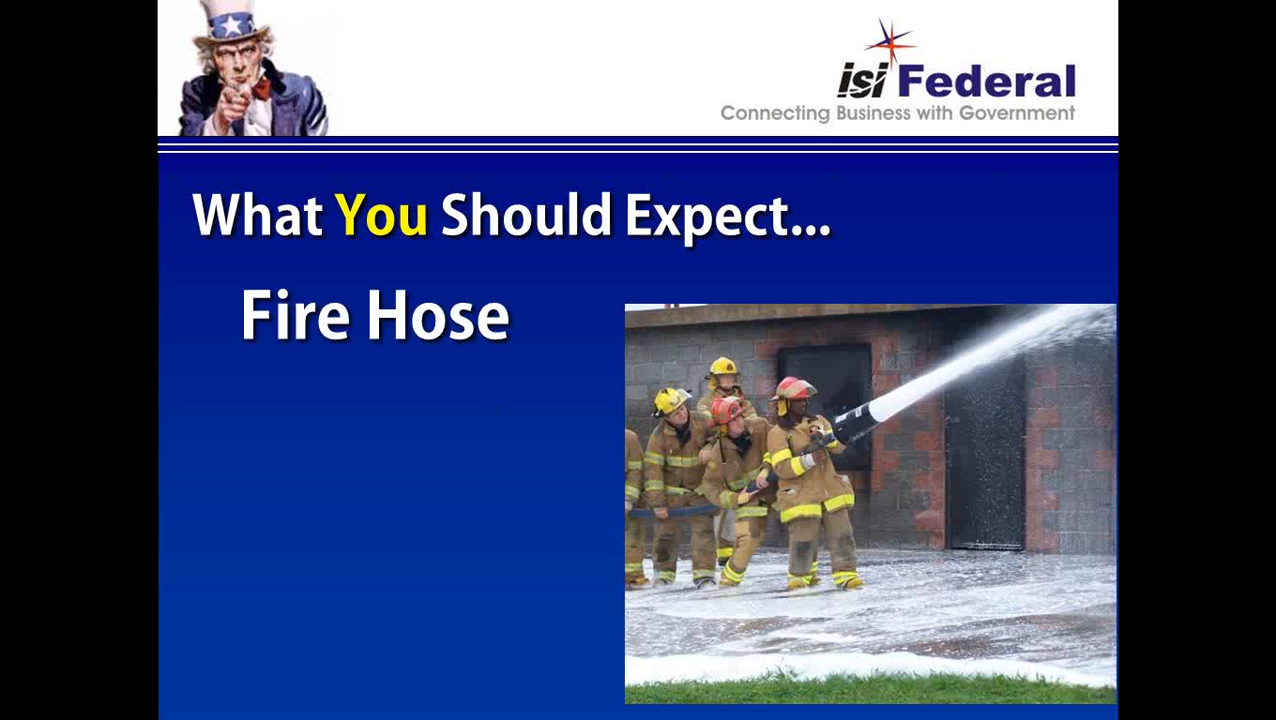 isi Federal
Connecting Business with Government
What You Should Expect...
Fire Hose